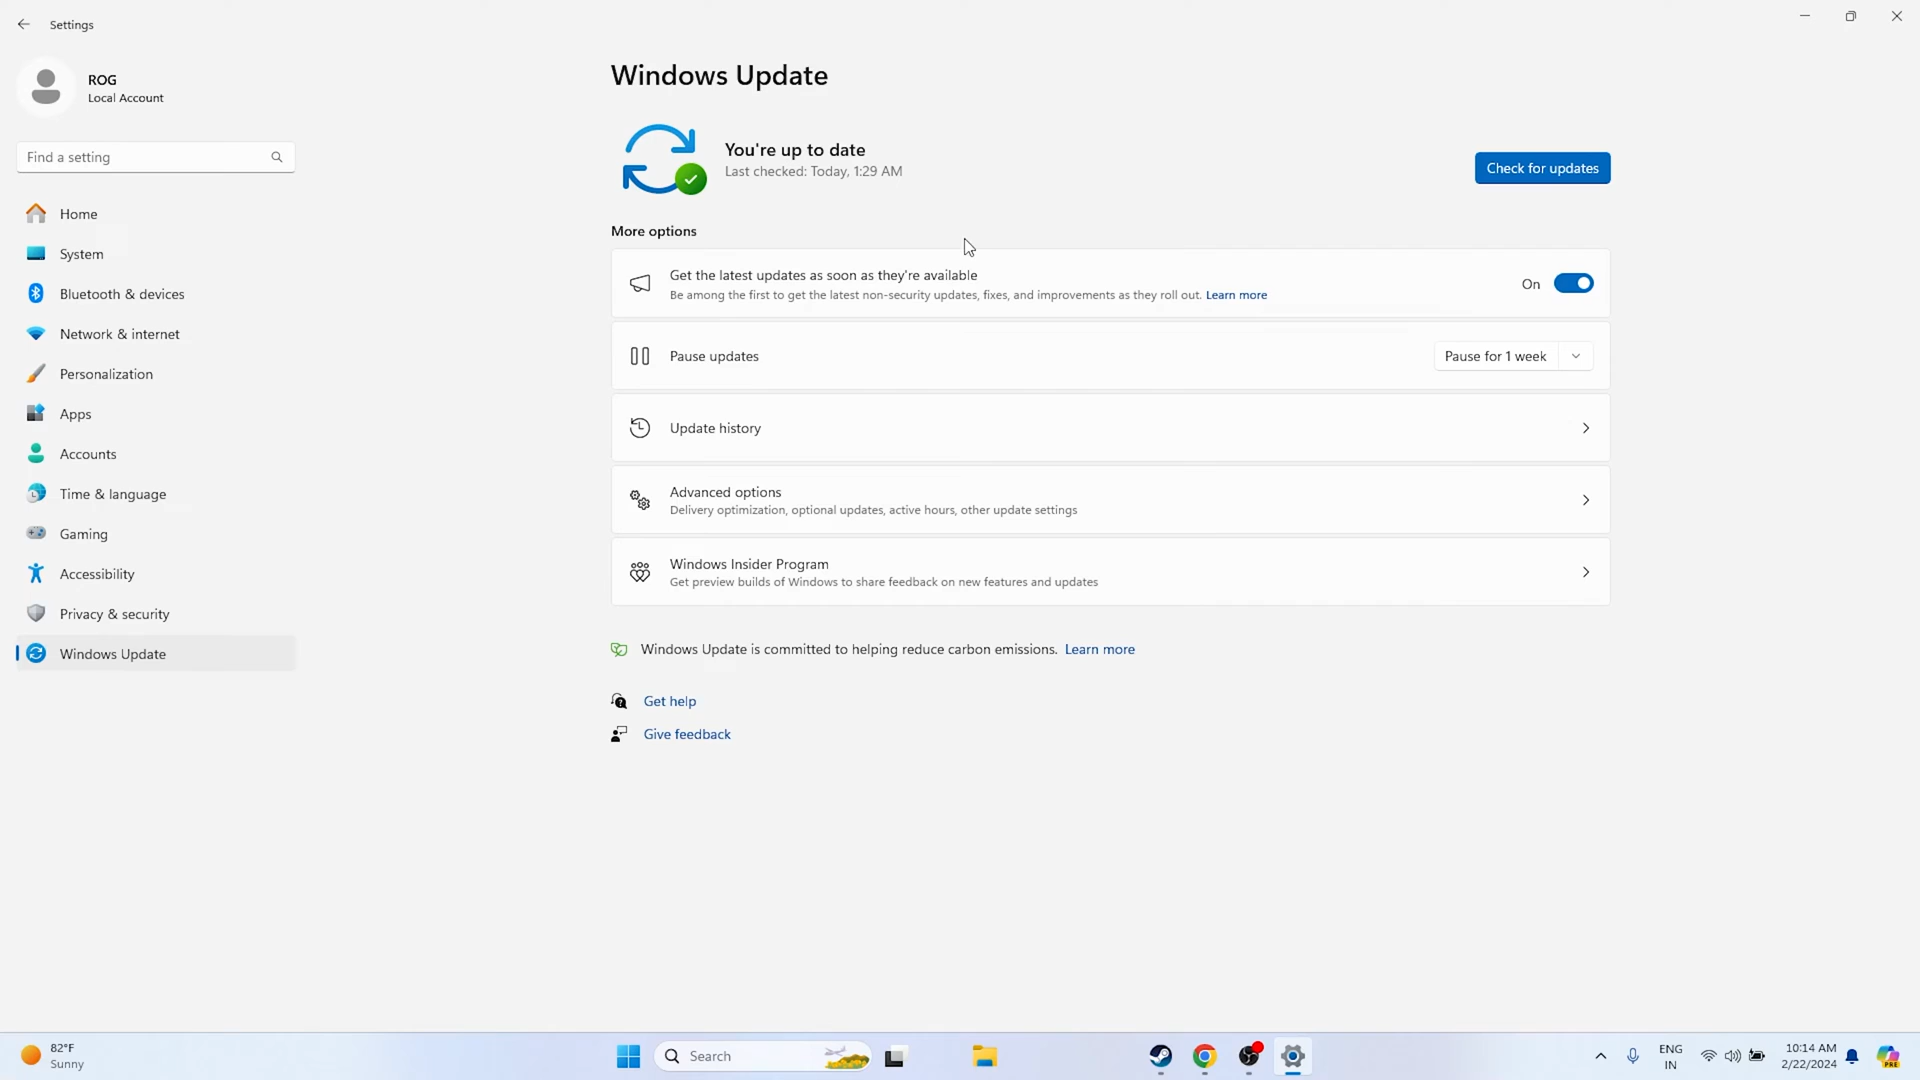 Settings
ROG
Local Account
Find a setting
Home
System
Bluetooth & devices
Network & internet
Personalization
Apps
Accounts
Time & language
Gaming
Accessibility
Privacy & security
Windows Update
Windows Update
You're up to date
Last checked: Today, 1:29 AM
Check for updates
More options
Get the latest updates as soon as they're available
Be among the first to get the latest non-security updates, fixes, and improvements as they roll out. Learn more
On
Pause updates
Pause for 1 week
Update history
Advanced options
Delivery optimization, optional updates, active hours, other update settings
Windows Insider Program
Get preview builds of Windows to share feedback on new features and updates
Windows Update is committed to helping reduce carbon emissions. Learn more
Get help
Give feedback
82°F
Sunny
Search
ENG
IN
10:14 AM
2/22/2024
PRE